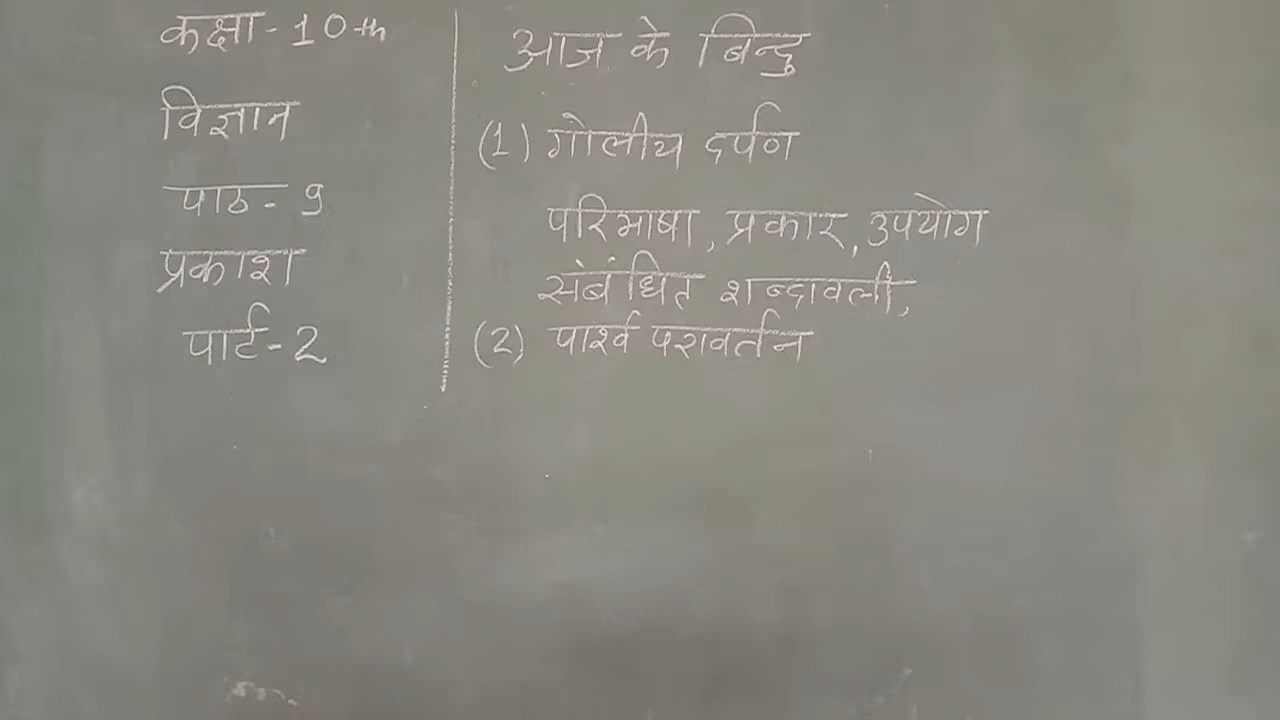 कक्षा-10th
विज्ञान
पाठ-9
प्रकाश
पार्ट-2
आज के बिन्दु
(1) गोलीय दर्पण
परिभाषा, प्रकार, उपयोग
संबंधित शब्दावली,
(2) पार्श्व परावर्तन